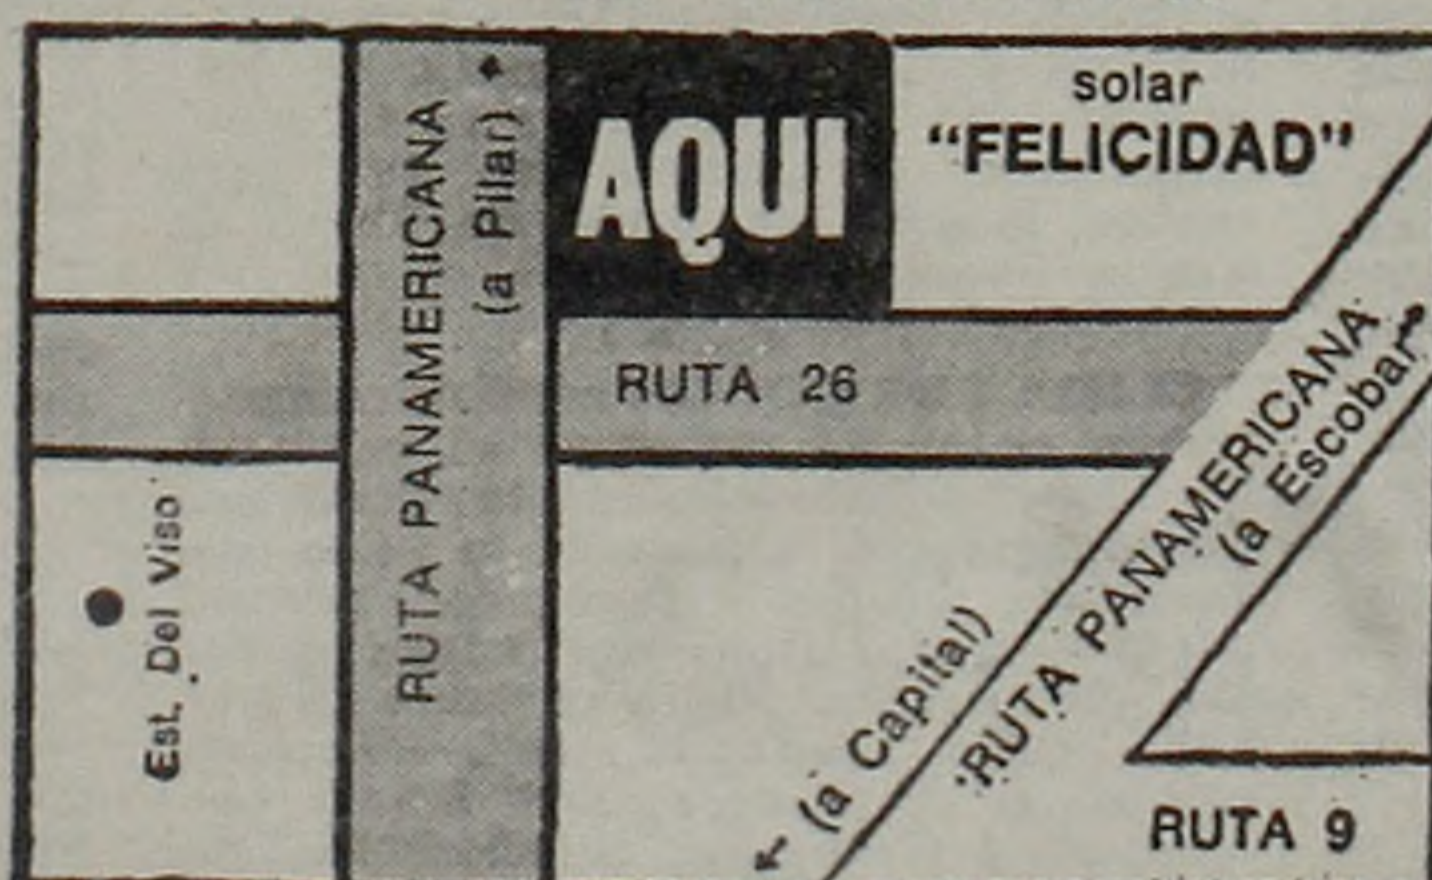 solar
“FELICIDAD”
AQUI
RUTA PANAMERICANA
(a Pilar)
RUTA 26
RUTA PANAMERICANA
(a Escobar)
Est. Del Viso
(a Capital)
RUTA 9